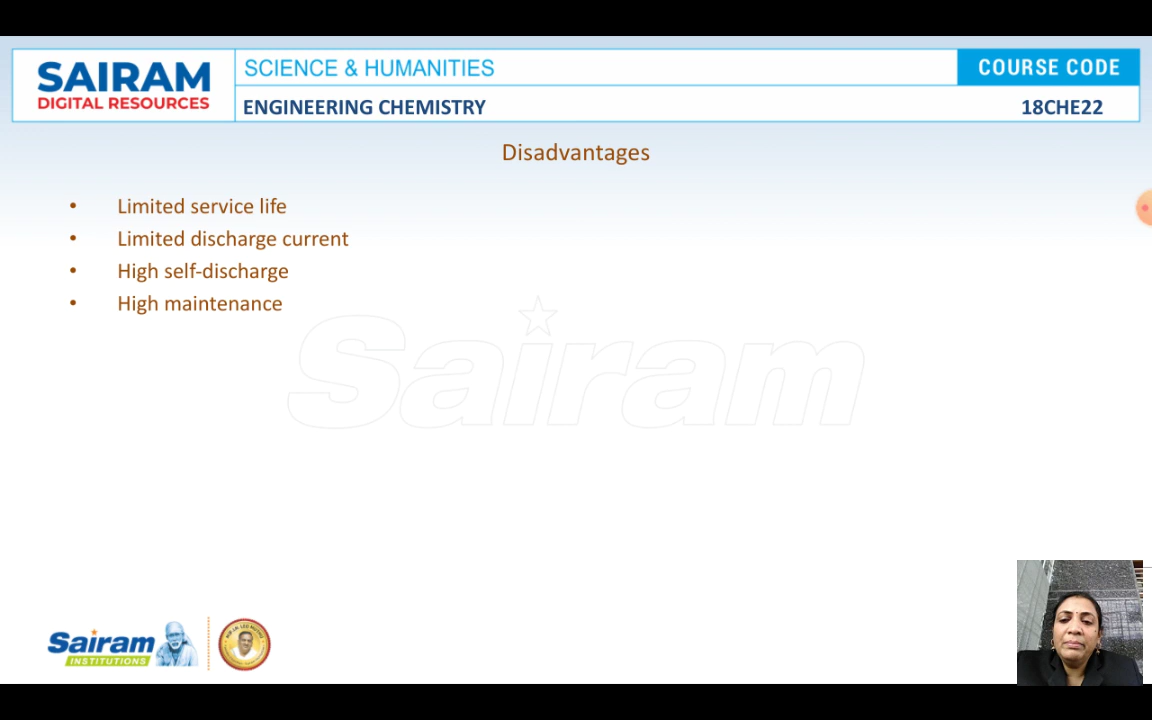 SAIRAM
DIGITAL RESOURCES
SCIENCE & HUMANITIES
COURSE CODE
ENGINEERING CHEMISTRY
18CHE22
Disadvantages
• Limited service life
• Limited discharge current
• High self-discharge
• High maintenance
Sairam
Sairam
INSTITUTIONS